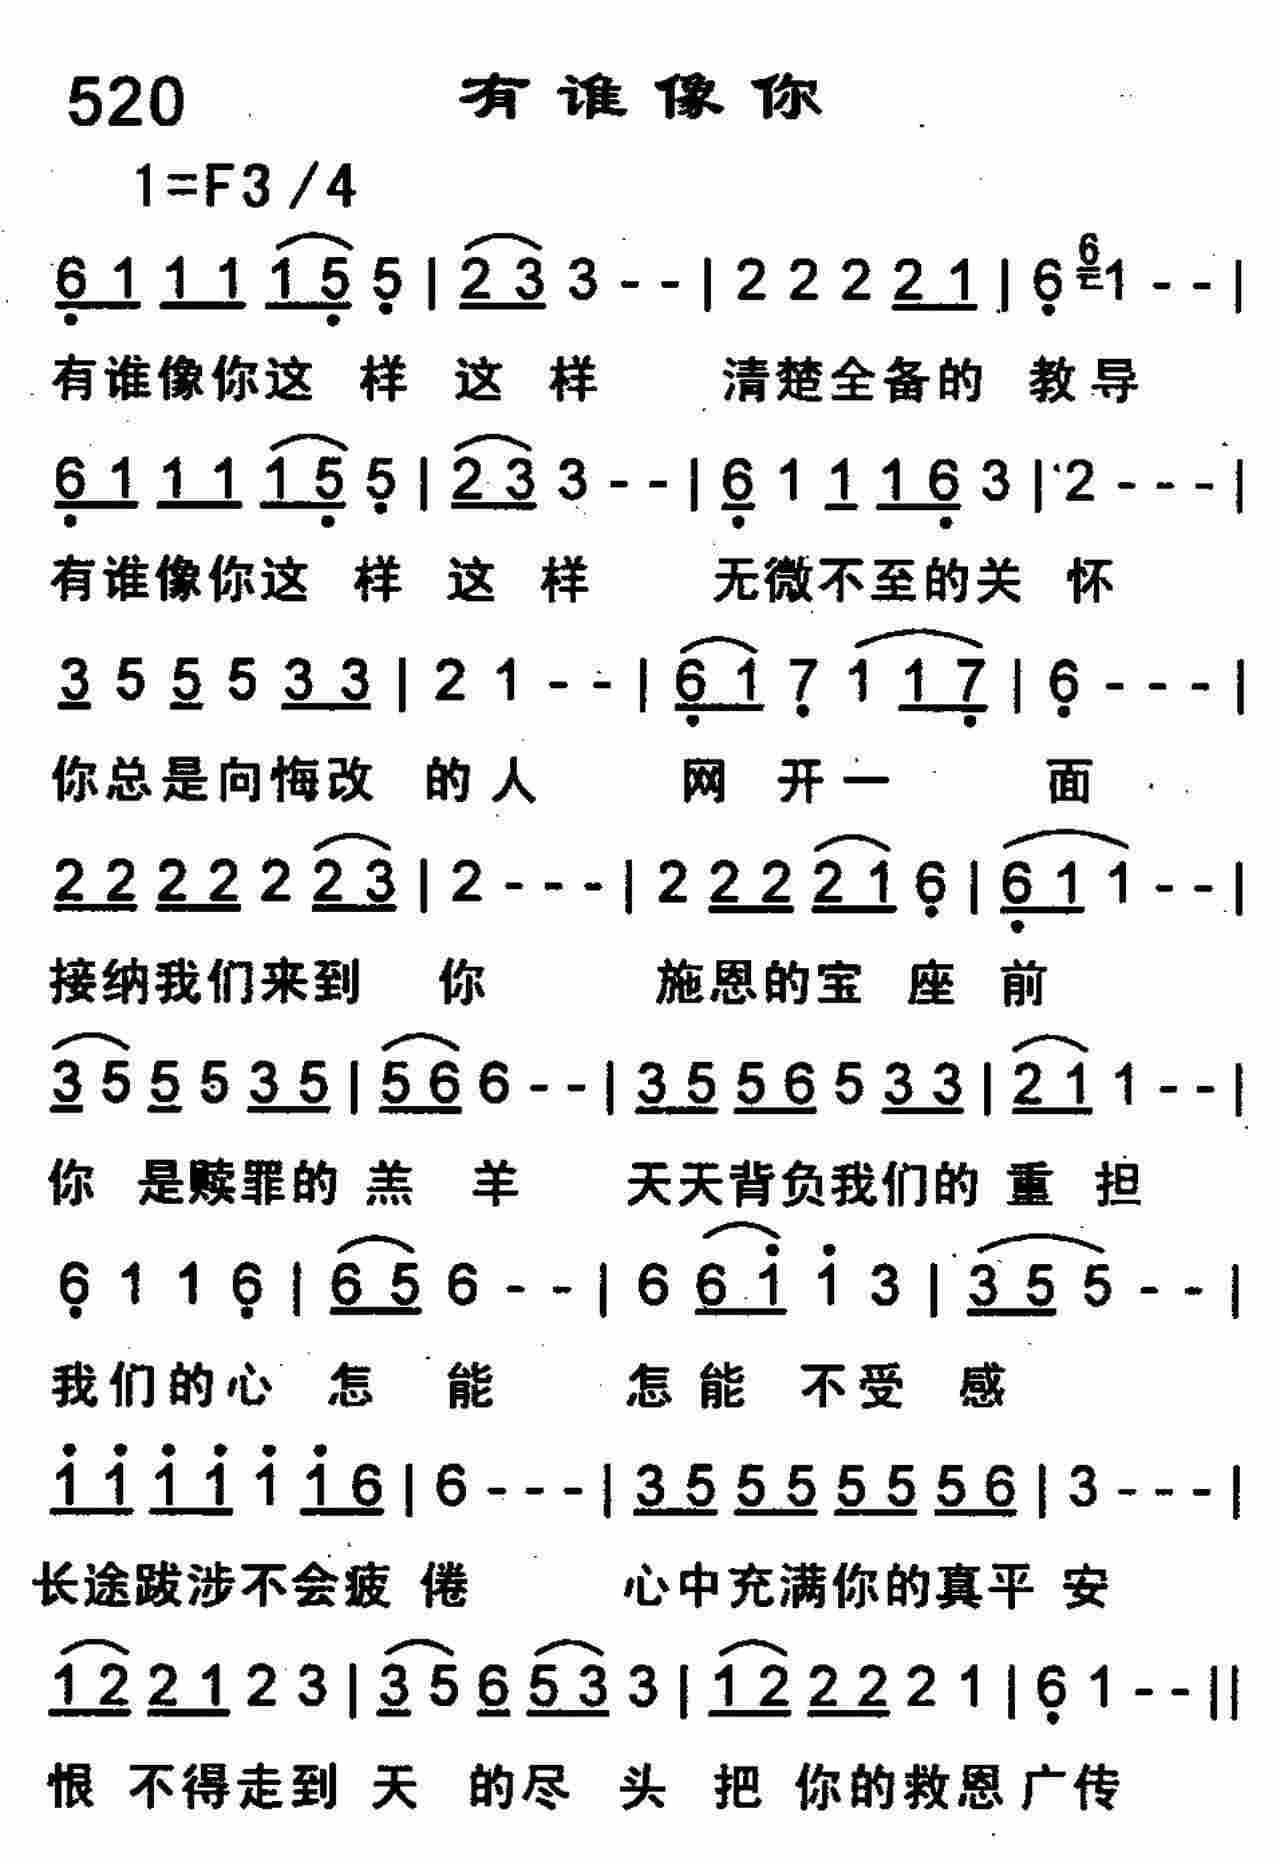 520 有谁像你
1=F3/4
6̣ 1 1 1 1 5̣ 5̣ | 2 3 3 - - | 2 2 2 2 1 | 6̣ 6 1 - - |
有谁像你这 样 这 样 清楚全备的 教导
6̣ 1 1 1 1 5̣ 5̣ | 2 3 3 - - | 6̣ 1 1 1 6̣ 3 | 2 - - - |
有谁像你这 样 这 样 无微不至的关 怀
3 5 5 5 3 3 | 2 1 - - | 6̣ 1 7̣ 1 1 7̣ | 6̣ - - - |
你总是向悔改 的人 网 开一 面
2 2 2 2 2 2 3 | 2 - - - | 2 2 2 2 1 6̣ | 6̣ 1 1 - - |
接纳我们来到 你 施恩的宝 座 前
3 5 5 5 3 5 | 5 6 6 - - | 3 5 5 6 5 3 3 | 2 1 1 - - |
你 是赎罪的 羔 羊 天天背负我们的 重 担
6̣ 1 1 6̣ | 6 5 6 - - | 6 6 1̇ 1̇ 3 | 3 5 5 - - |
我们的心 怎 能 怎 能 不受 感
1̇ 1̇ 1̇ 1̇ 1̇ 1̇ 6 | 6 - - - | 3 5 5 5 5 5 5 6 | 3 - - - |
长途跋涉不会疲 倦 心中充满你的真平 安
1 2 2 1 2 3 | 3 5 6 5 3 3 | 1 2 2 2 2 1 | 6̣ 1 - - ||
恨 不得走到 天 的尽 头 把 你的救恩广传